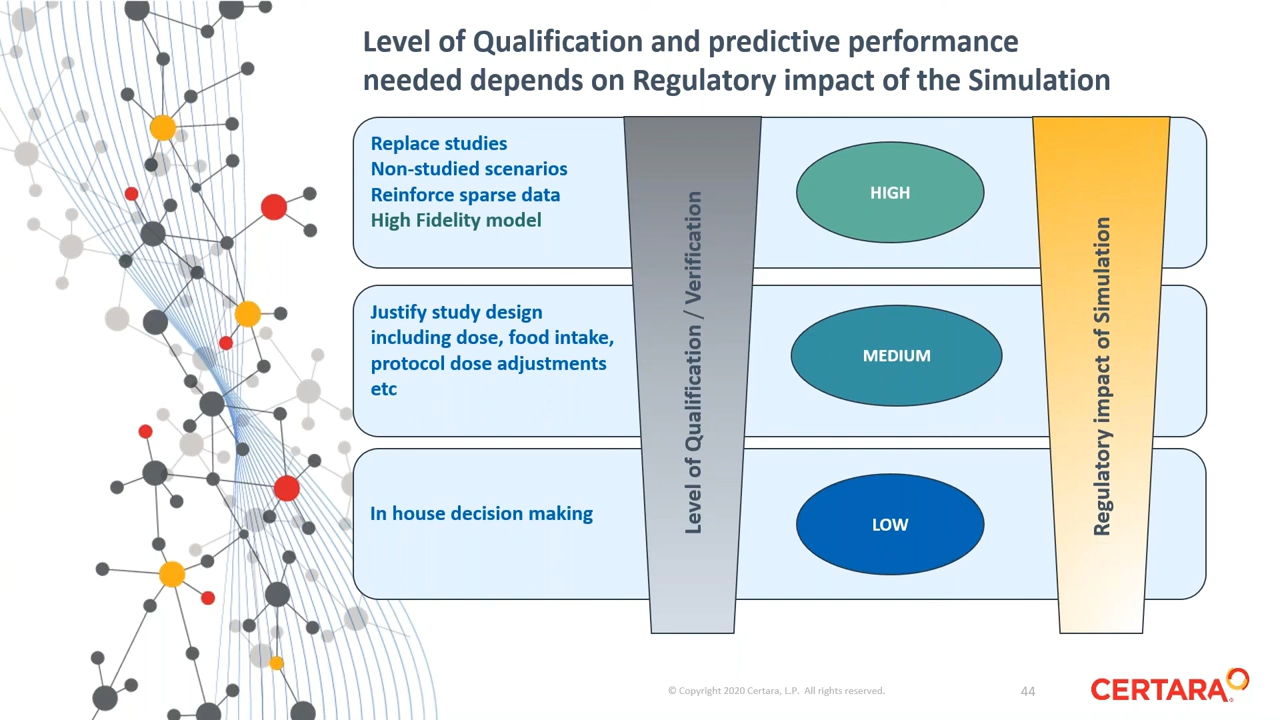 Level of Qualification and predictive performance
needed depends on Regulatory impact of the Simulation
Replace studies
Non-studied scenarios
Reinforce sparse data
High Fidelity model
Level of Qualification / Verification
HIGH
Regulatory impact of Simulation
Justify study design
including dose, food intake,
protocol dose adjustments
etc
MEDIUM
In house decision making
LOW
© Copyright 2020 Certara, L.P. All rights reserved.
44
CERTARA